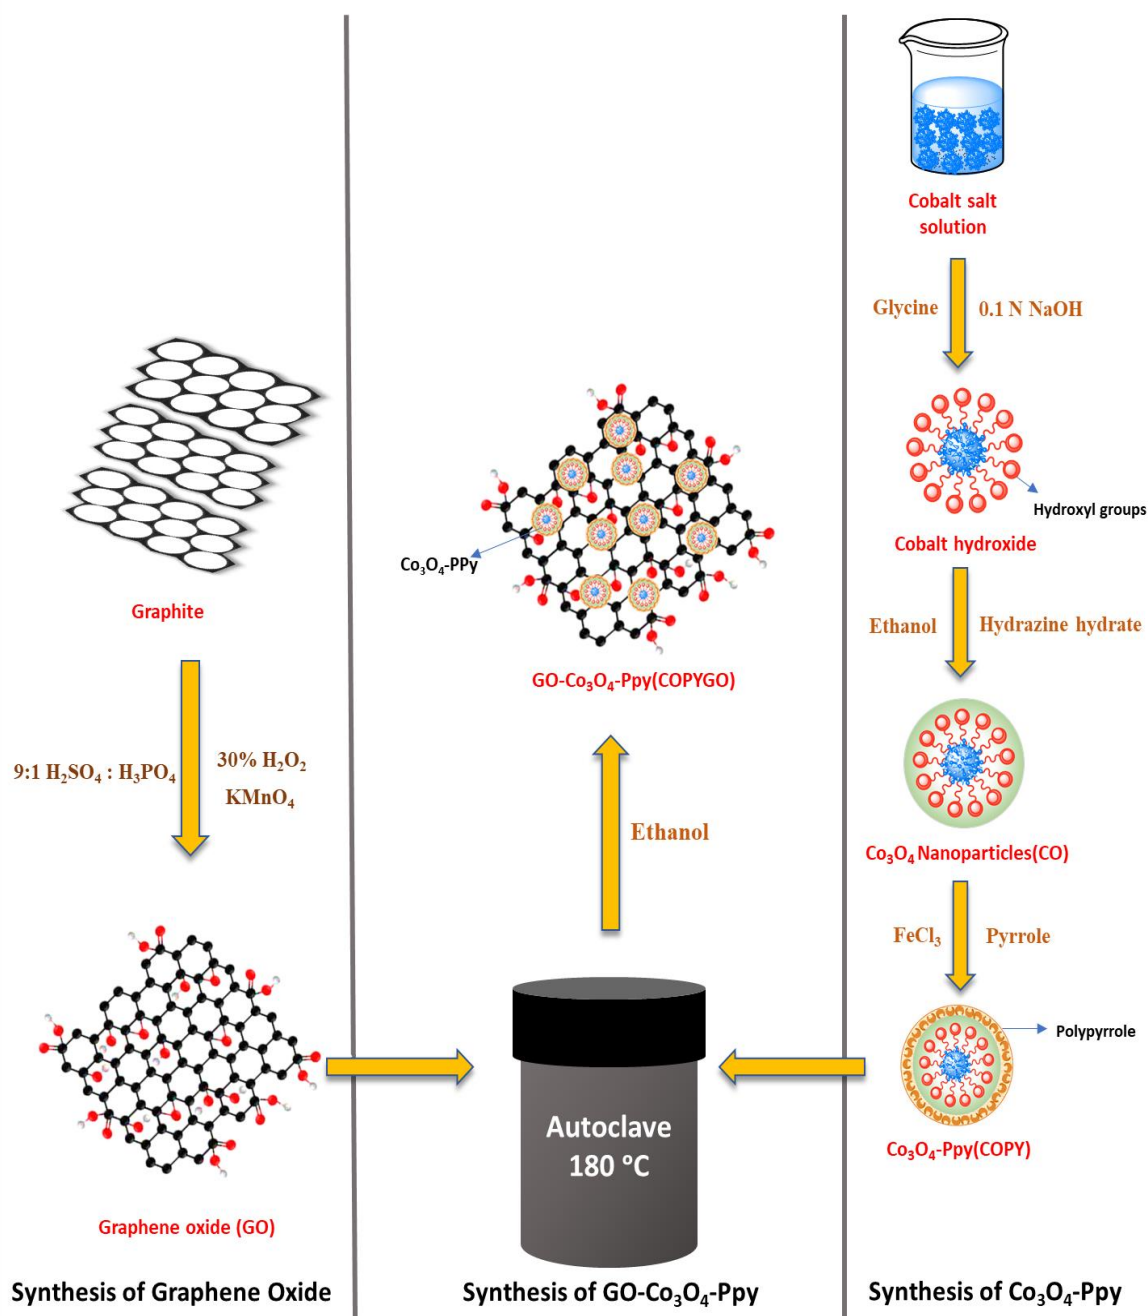 Graphite
9:1 H₂SO₄ : H₃PO₄
30% H₂O₂
KMnO₄
Graphene oxide (GO)
Synthesis of Graphene Oxide
Co₃O₄-PPy
GO-Co₃O₄-Ppy(COPYGO)
Ethanol
Autoclave
180 °C
Synthesis of GO-Co₃O₄-Ppy
Cobalt salt
solution
Glycine
0.1 N NaOH
Hydroxyl groups
Cobalt hydroxide
Ethanol
Hydrazine hydrate
Co₃O₄ Nanoparticles(CO)
FeCl₃
Pyrrole
Polypyrrole
Co₃O₄-Ppy(COPY)
Synthesis of Co₃O₄-Ppy